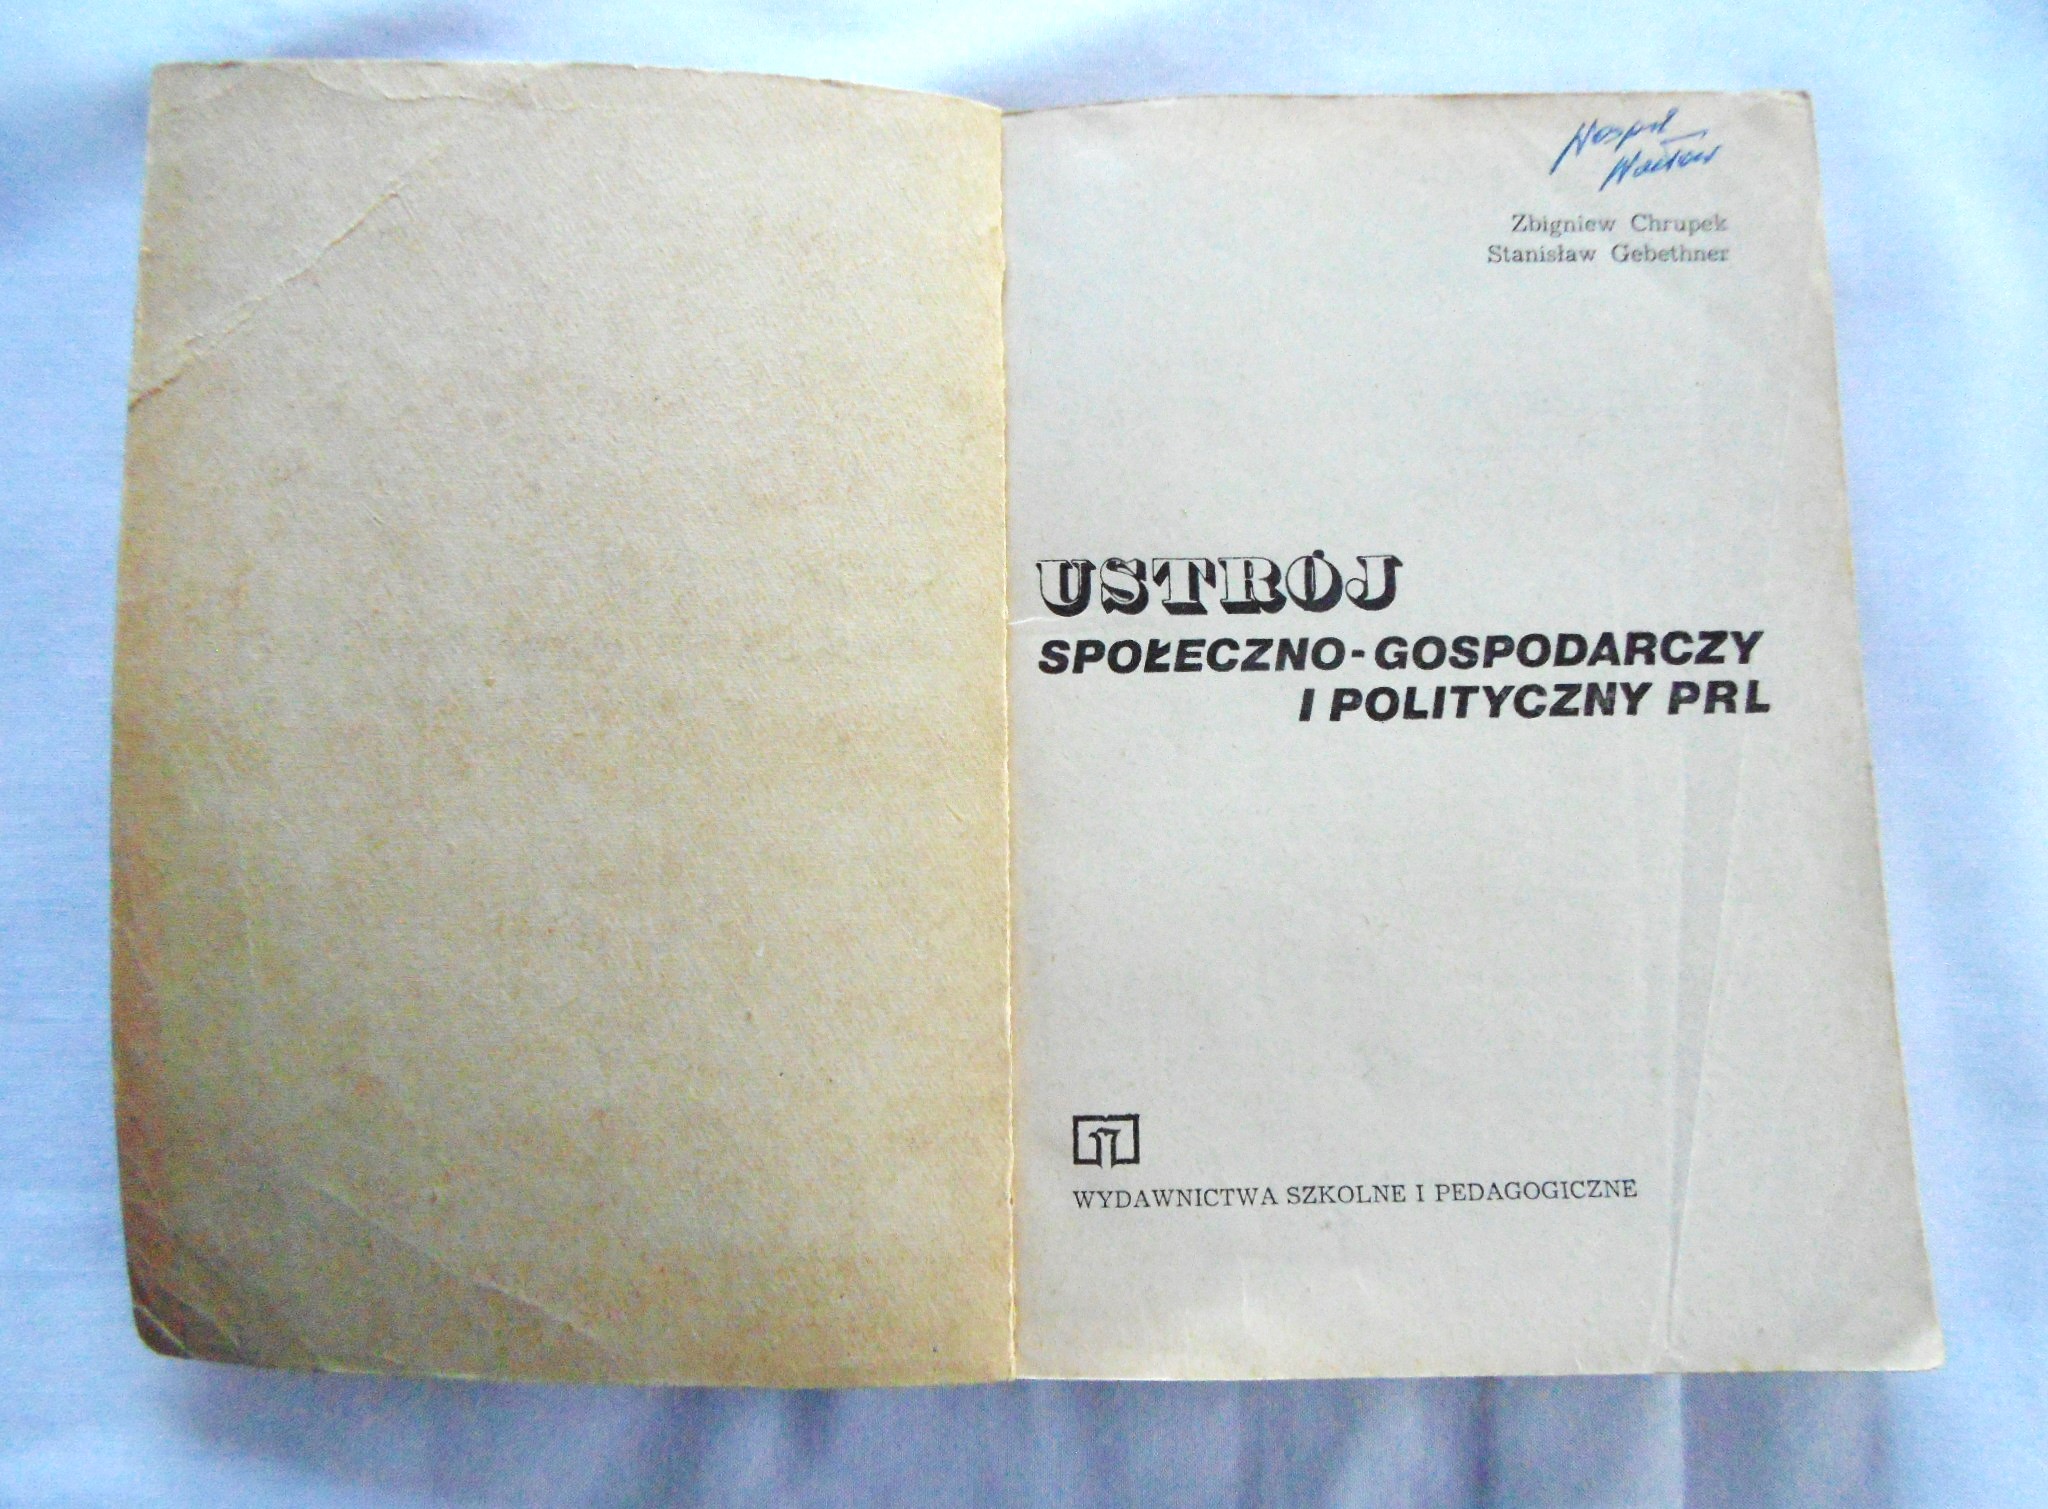 Zbigniew Chrupek
Stanisław Gebethner
USTRÓJ
SPOŁECZNO-GOSPODARCZY
I POLITYCZNY PRL
WYDAWNICTWA SZKOLNE I PEDAGOGICZNE